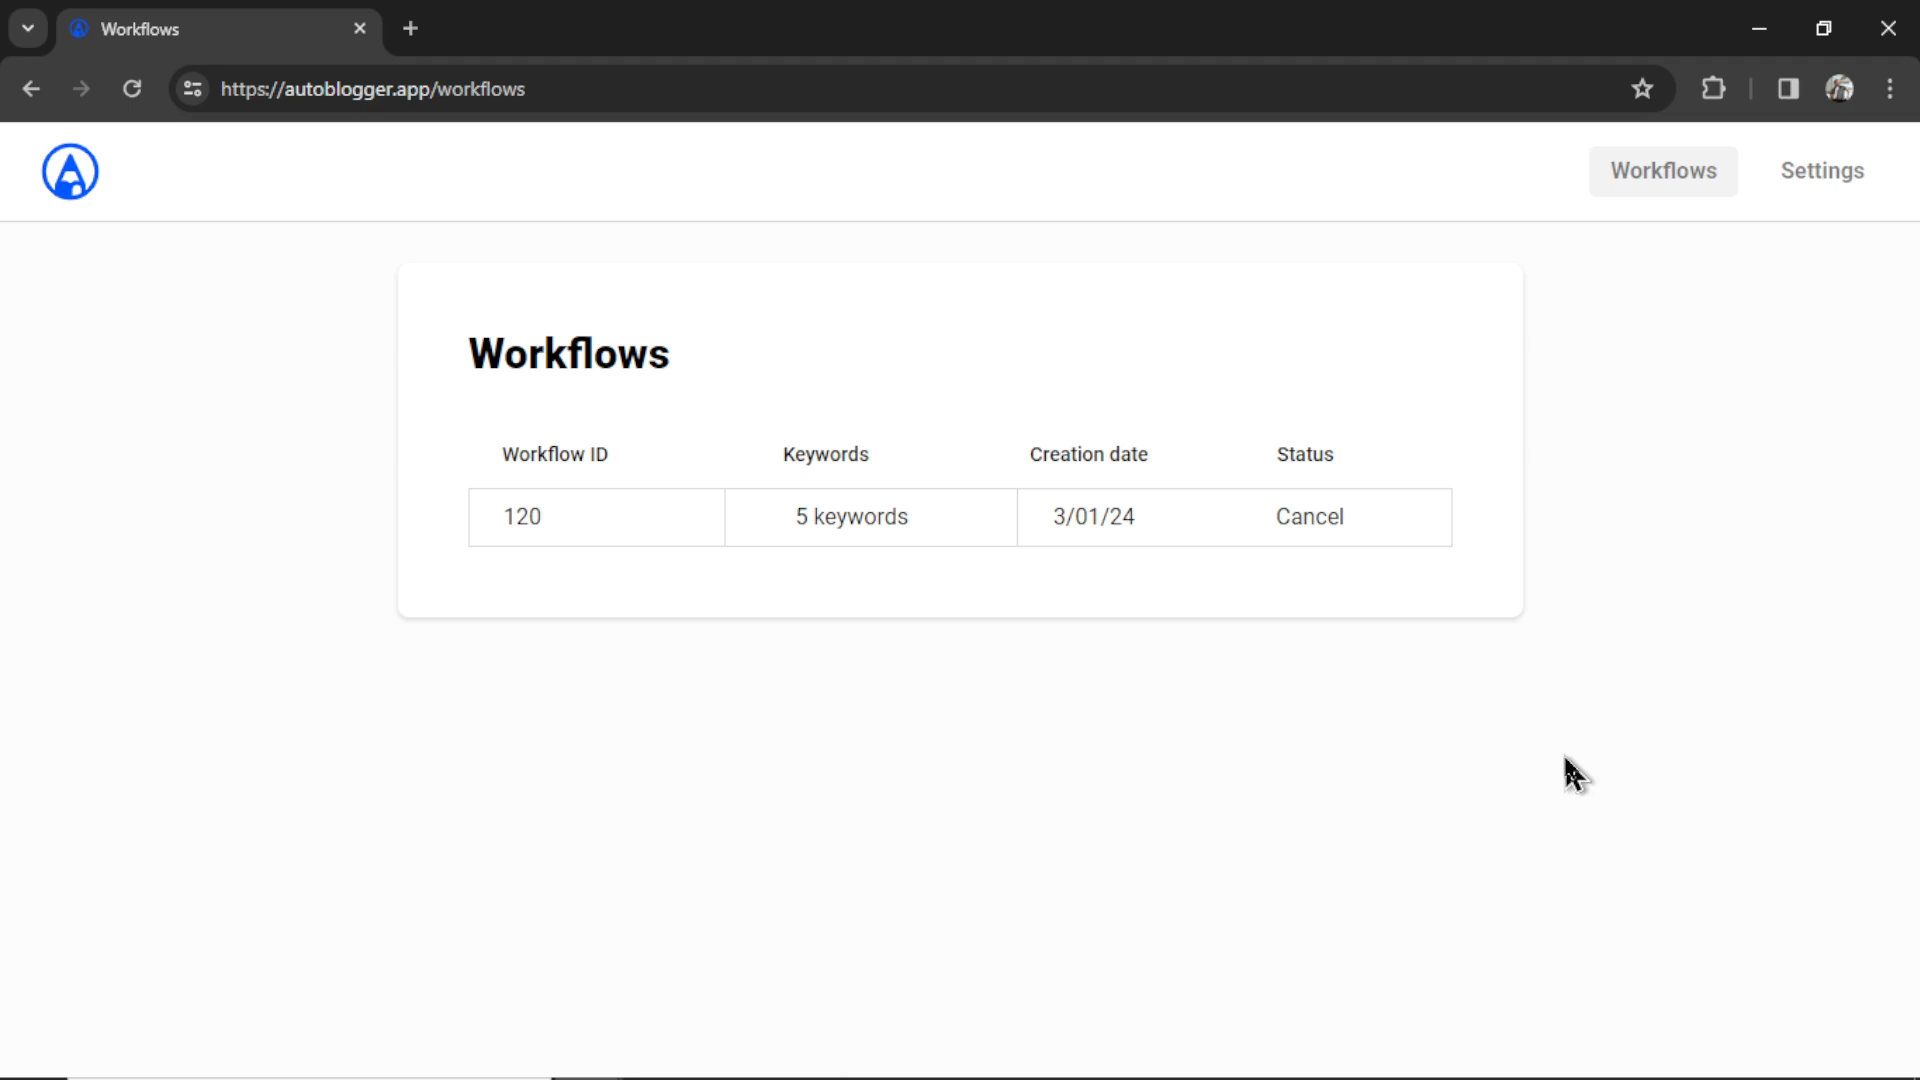 Workflows
https://autoblogger.app/workflows
Workflows Settings
Workflows
Workflow ID Keywords Creation date Status
120 5 keywords 3/01/24 Cancel